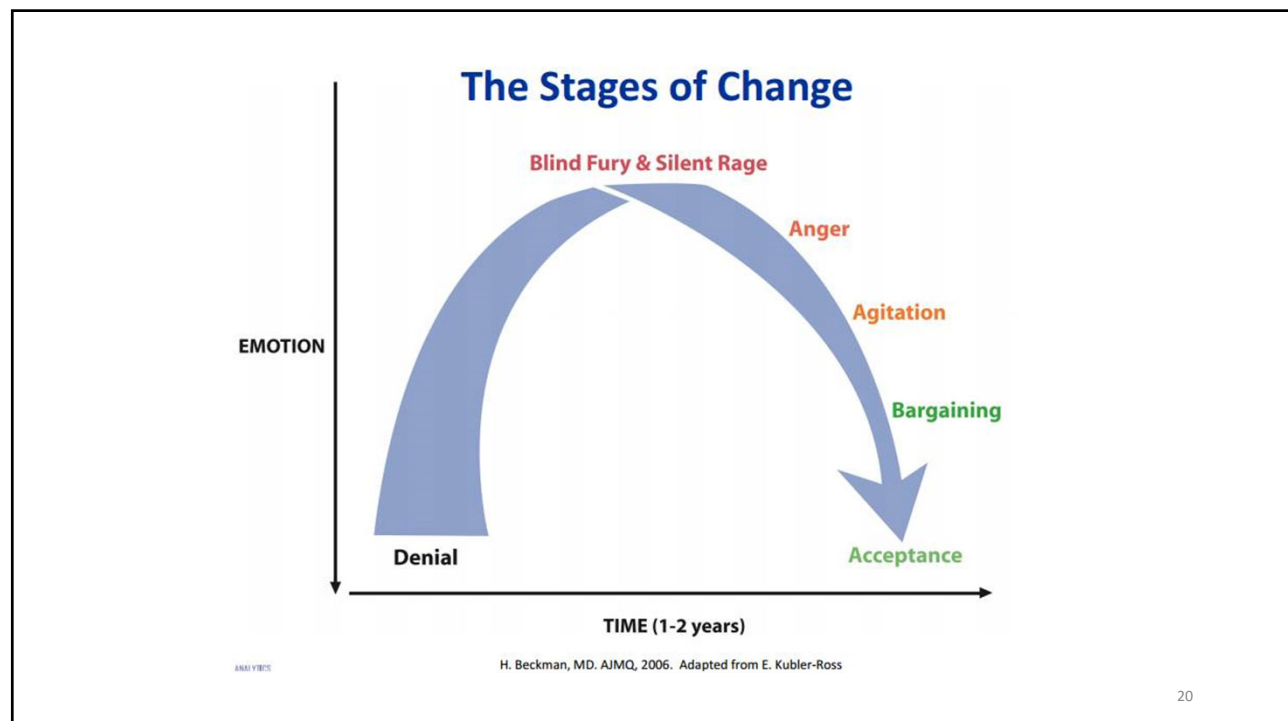 The Stages of Change
Blind Fury & Silent Rage
Anger
Agitation
EMOTION
Bargaining
Denial
Acceptance
TIME (1-2 years)
ANALYTICS
H. Beckman, MD. AJMQ, 2006. Adapted from E. Kubler-Ross
20